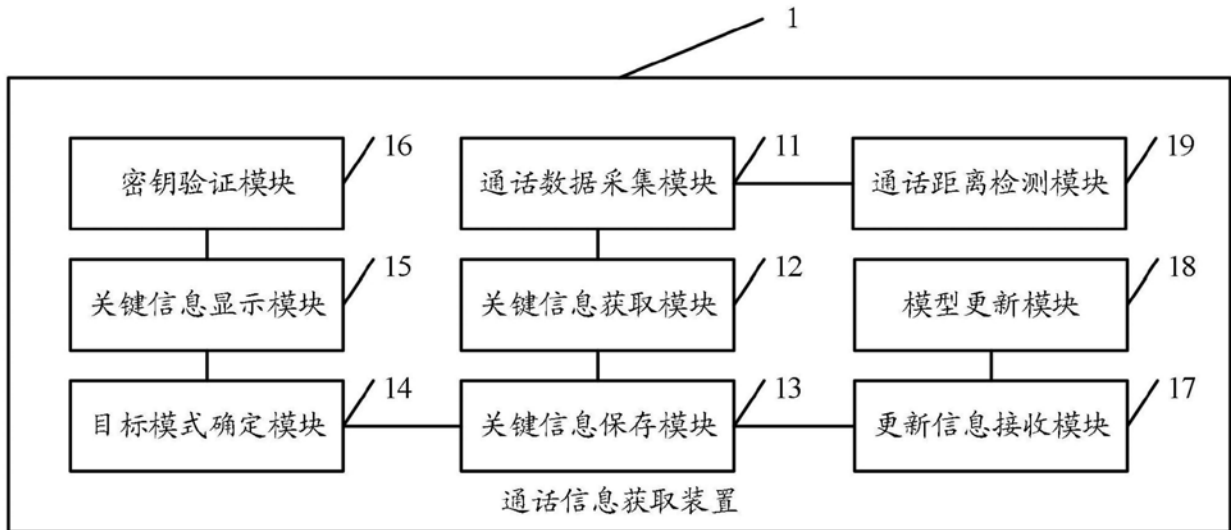 1
密钥验证模块 16 通话数据采集模块 11 通话距离检测模块 19
关键信息显示模块 15 关键信息获取模块 12 模型更新模块 18
目标模式确定模块 14 关键信息保存模块 13 更新信息接收模块 17
通话信息获取装置